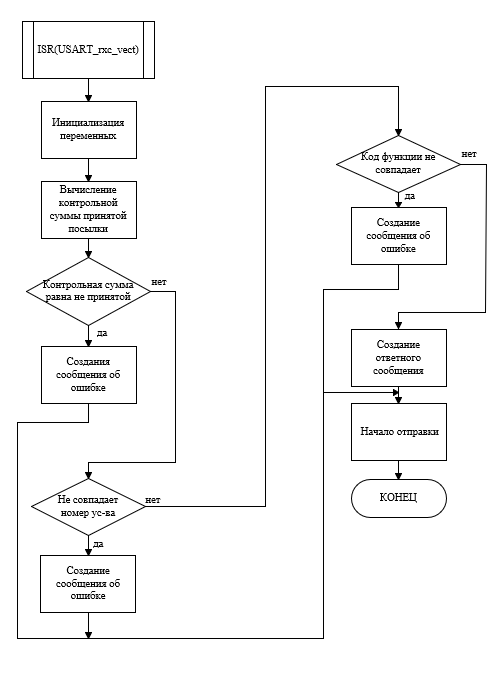 ISR(USART_rxc_vect)
Инициализация
переменных
Вычисление
контрольной
суммы принятой
посылки
Контрольная сумма
равна не принятой
нет
да
Создания
сообщения об
ошибке
Не совпадает
номер ус-ва
нет
да
Создание
сообщения об
ошибке
Код функции не
совпадает
нет
да
Создание
сообщения об
ошибке
Создание
ответного
сообщения
Начало отправки
КОНЕЦ